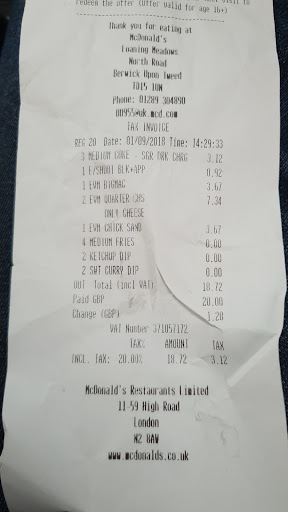 redeem the offer (Offer valid for age 16+)
Thank you for eating at
McDonald's
Loaning Meadows
North Road
Berwick Upon Tweed
TD15 1UN
Phone: 01289 304890
00955@uk.mcd.com
TAX INVOICE
REG 20 Date: 01/09/2018 Time: 14:29:33
3 MEDIUM COKE - SGR DRK CHRG 3.12
1 F/SHOOT BLK+APP 0.92
1 EVM BIGMAC 3.67
2 EVM QUARTER CHS 7.34
ONLY CHEESE
1 EVM CHICK SAND 3.67
4 MEDIUM FRIES 0.00
2 KETCHUP DIP 0.00
2 SWT CURRY DIP 0.00
OUT Total (incl VAT) 18.72
Paid GBP 20.00
Change (GBP) 1.28
VAT Number 371057172
TAX% AMOUNT TAX
INCL. TAX: 20.00% 18.72 3.12
McDonald's Restaurants Limited
11-59 High Road
London
N2 8AW
www.mcdonalds.co.uk